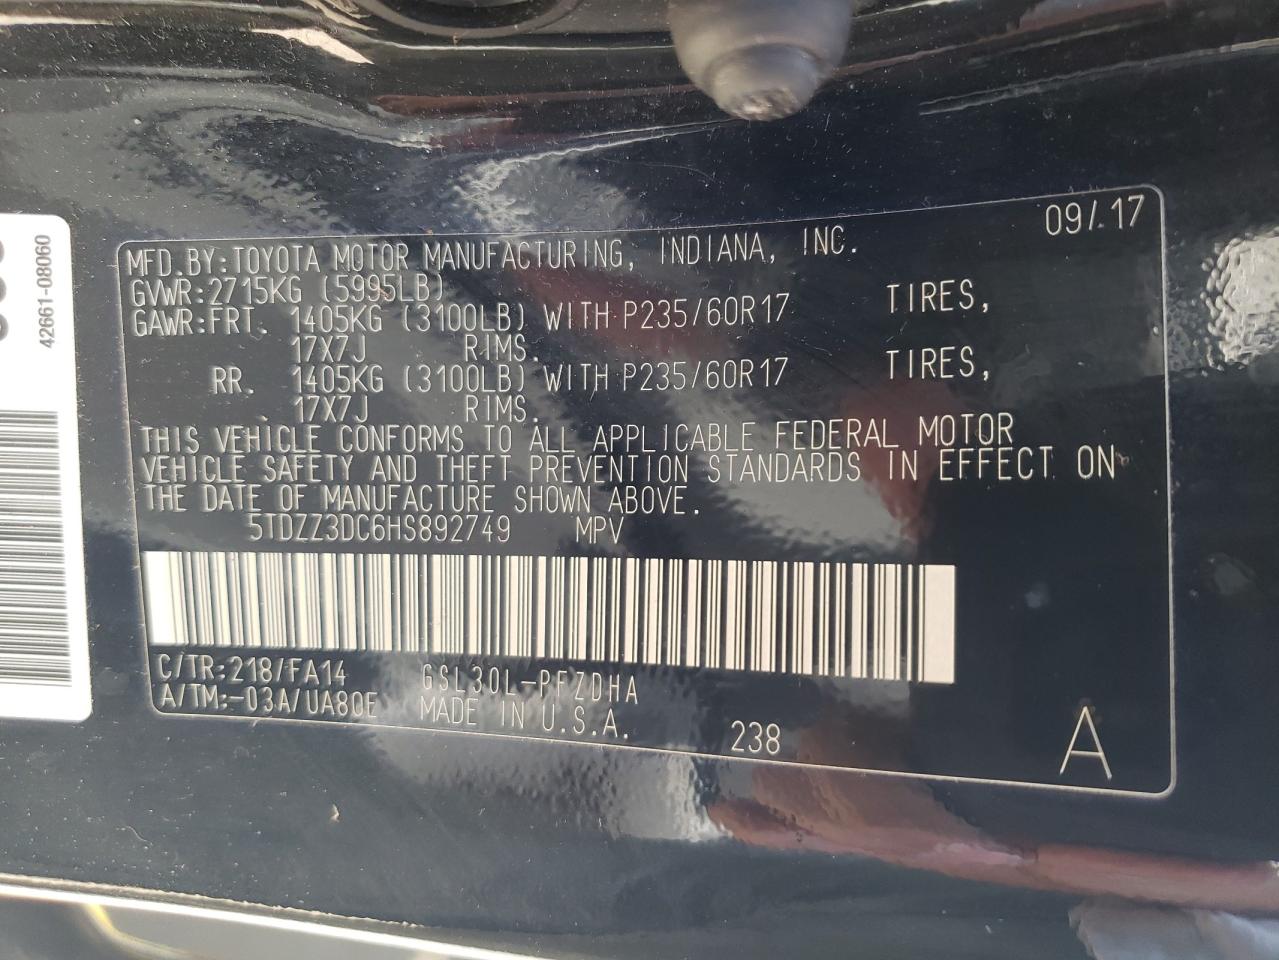 09/17
MFD.BY:TOYOTA MOTOR MANUFACTURING, INDIANA, INC.
GVWR:2715KG (5995LB)
GAWR:FRT. 1405KG (3100LB) WITH P235/60R17 TIRES,
17X7J RIMS.
RR. 1405KG (3100LB) WITH P235/60R17 TIRES,
17X7J RIMS.
THIS VEHICLE CONFORMS TO ALL APPLICABLE FEDERAL MOTOR
VEHICLE SAFETY AND THEFT PREVENTION STANDARDS IN EFFECT ON
THE DATE OF MANUFACTURE SHOWN ABOVE.
5TDZZ3DC6HS892749 MPV
C/TR:218/FA14 GSL30L-PFZDHA
A/TM:-03A/UA80E MADE IN U.S.A.
238
A
42661-08060